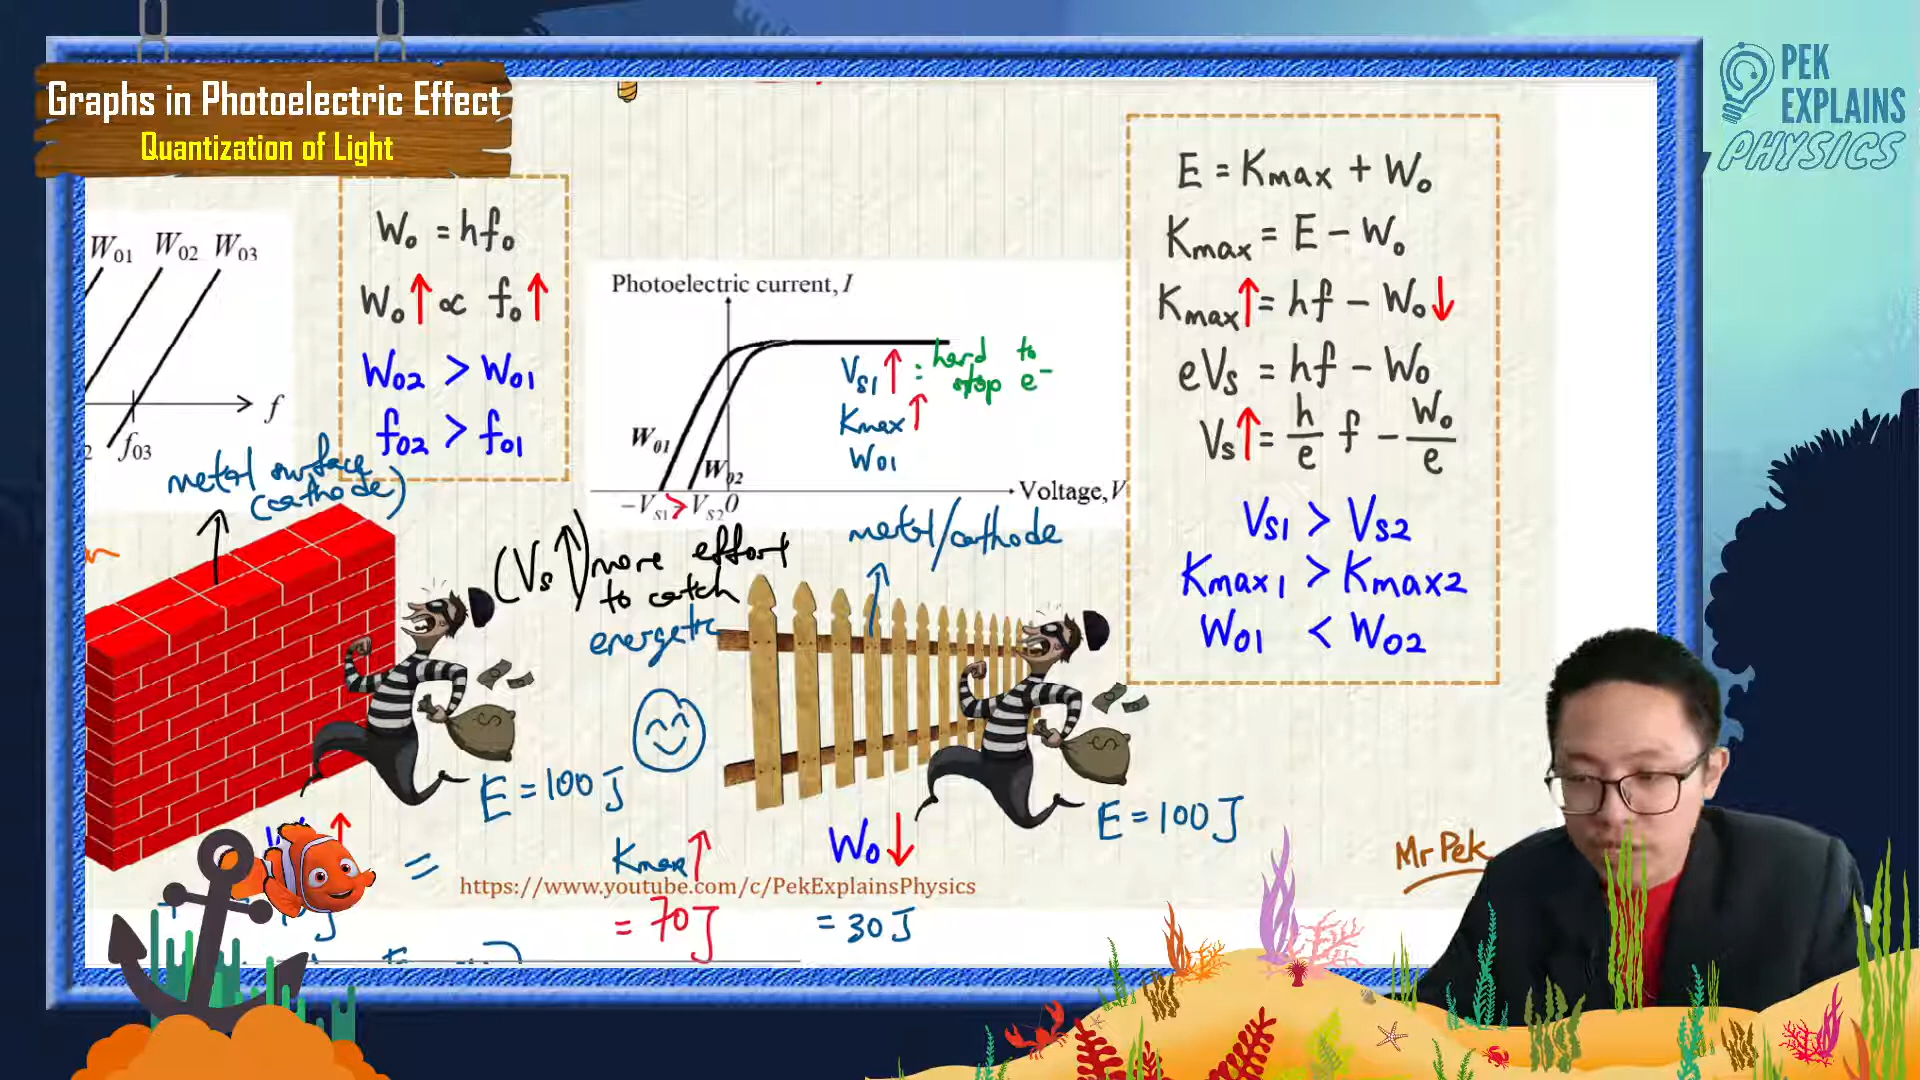 Graphs in Photoelectric Effect
Quantization of Light
PEK
EXPLAINS
PHYSICS
W01 W02 W03
f
f03
W₀ = hf₀
W₀ ↑ ∝ f₀ ↑
W02 > W01
f02 > f01
metal surface
(cathode)
Photoelectric current, I
VS1 ↑ : hard to
stop e⁻
Kmax ↑
W01
W01
W02
−VS1 > VS2 0
Voltage, V
E = Kmax + W₀
Kmax = E − W₀
Kmax ↑ = hf − W₀ ↓
eVs = hf − W₀
Vs ↑ = h/e f − W₀/e
VS1 > VS2
Kmax1 > Kmax2
W01 < W02
(Vs ↑) more effort
to catch
energetic
metal/cathode
E = 100 J
E = 100 J
=
Kmax ↑
W₀ ↓
https://www.youtube.com/c/PekExplainsPhysics
= 70 J
= 30 J
Mr Pek